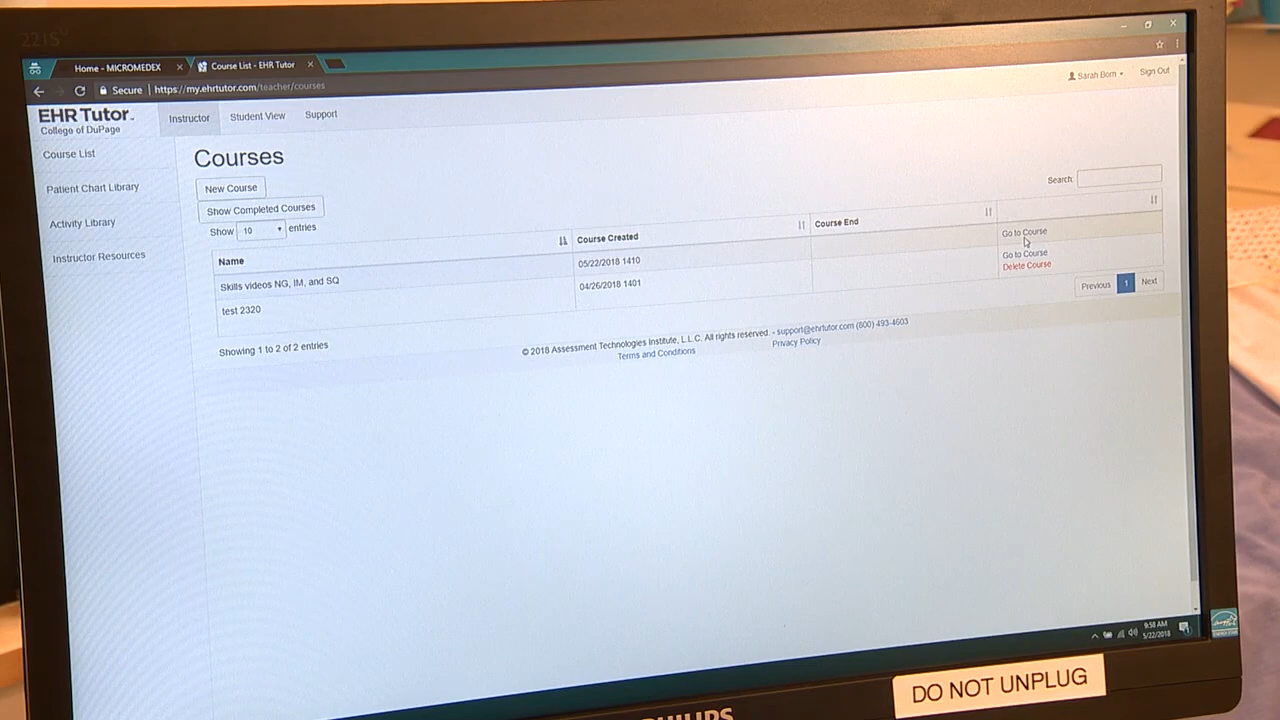 221S
Home - MICROMEDEX
Course List - EHR Tutor
Secure
https://my.ehrtutor.com/teacher/courses
EHR Tutor
College of DuPage
Instructor
Student View
Support
Sarah Born
Sign Out
Course List
Patient Chart Library
Activity Library
Instructor Resources
Courses
New Course
Show Completed Courses
Show 10 entries
Search:
Name
Course Created
Course End
Skills videos NG, IM, and SQ
05/22/2018 1410
Go to Course
test 2320
04/26/2018 1401
Go to Course
Delete Course
Showing 1 to 2 of 2 entries
Previous 1 Next
© 2018 Assessment Technologies Institute, L.L.C. All rights reserved. - support@ehrtutor.com (800) 493-4603
Terms and Conditions
Privacy Policy
9:58 AM
5/22/2018
DO NOT UNPLUG
PHILIPS